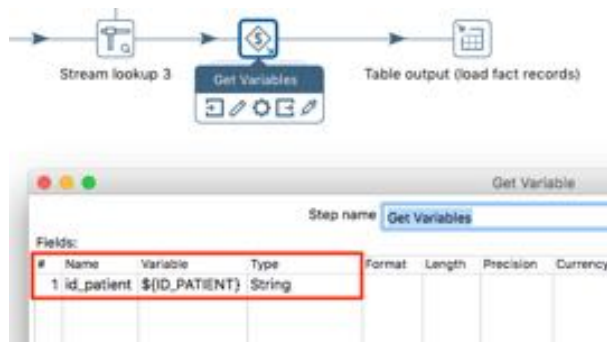 Stream lookup 3
Get Variables
Table output (load fact records)
Get Variable
Step name Get Variables
Fields:
# Name Variable Type Format Length Precision Currency
1 id_patient ${ID_PATIENT} String